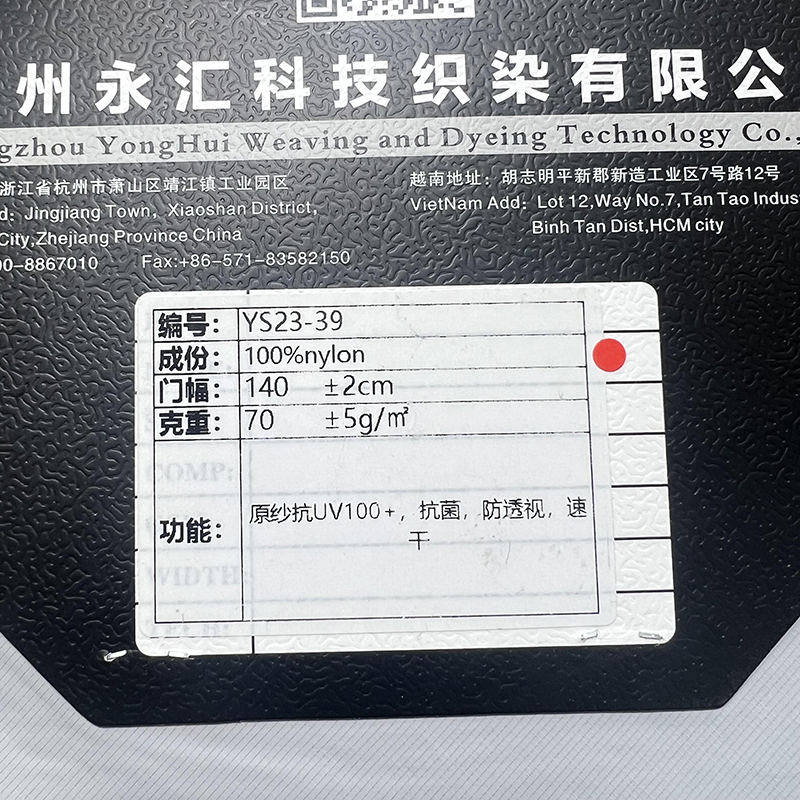 州永汇科技织染有限公
gzhou YongHui Weaving and Dyeing Technology Co.,
浙江省杭州市萧山区靖江镇工业园区
越南地址：胡志明平新郡新造工业区7号路12号
d: Jingjiang Town, Xiaoshan District,
VietNam Add: Lot 12,Way No.7,Tan Tao Indus
City,Zhejiang Province China
Binh Tan Dist,HCM city
00-8867010 Fax:+86-571-83582150
编号： YS23-39
成份： 100%nylon
门幅： 140 ±2cm
克重： 70 ±5g/㎡
COMP:
功能： 原纱抗UV100+，抗菌，防透视，速
干
WIDTH: